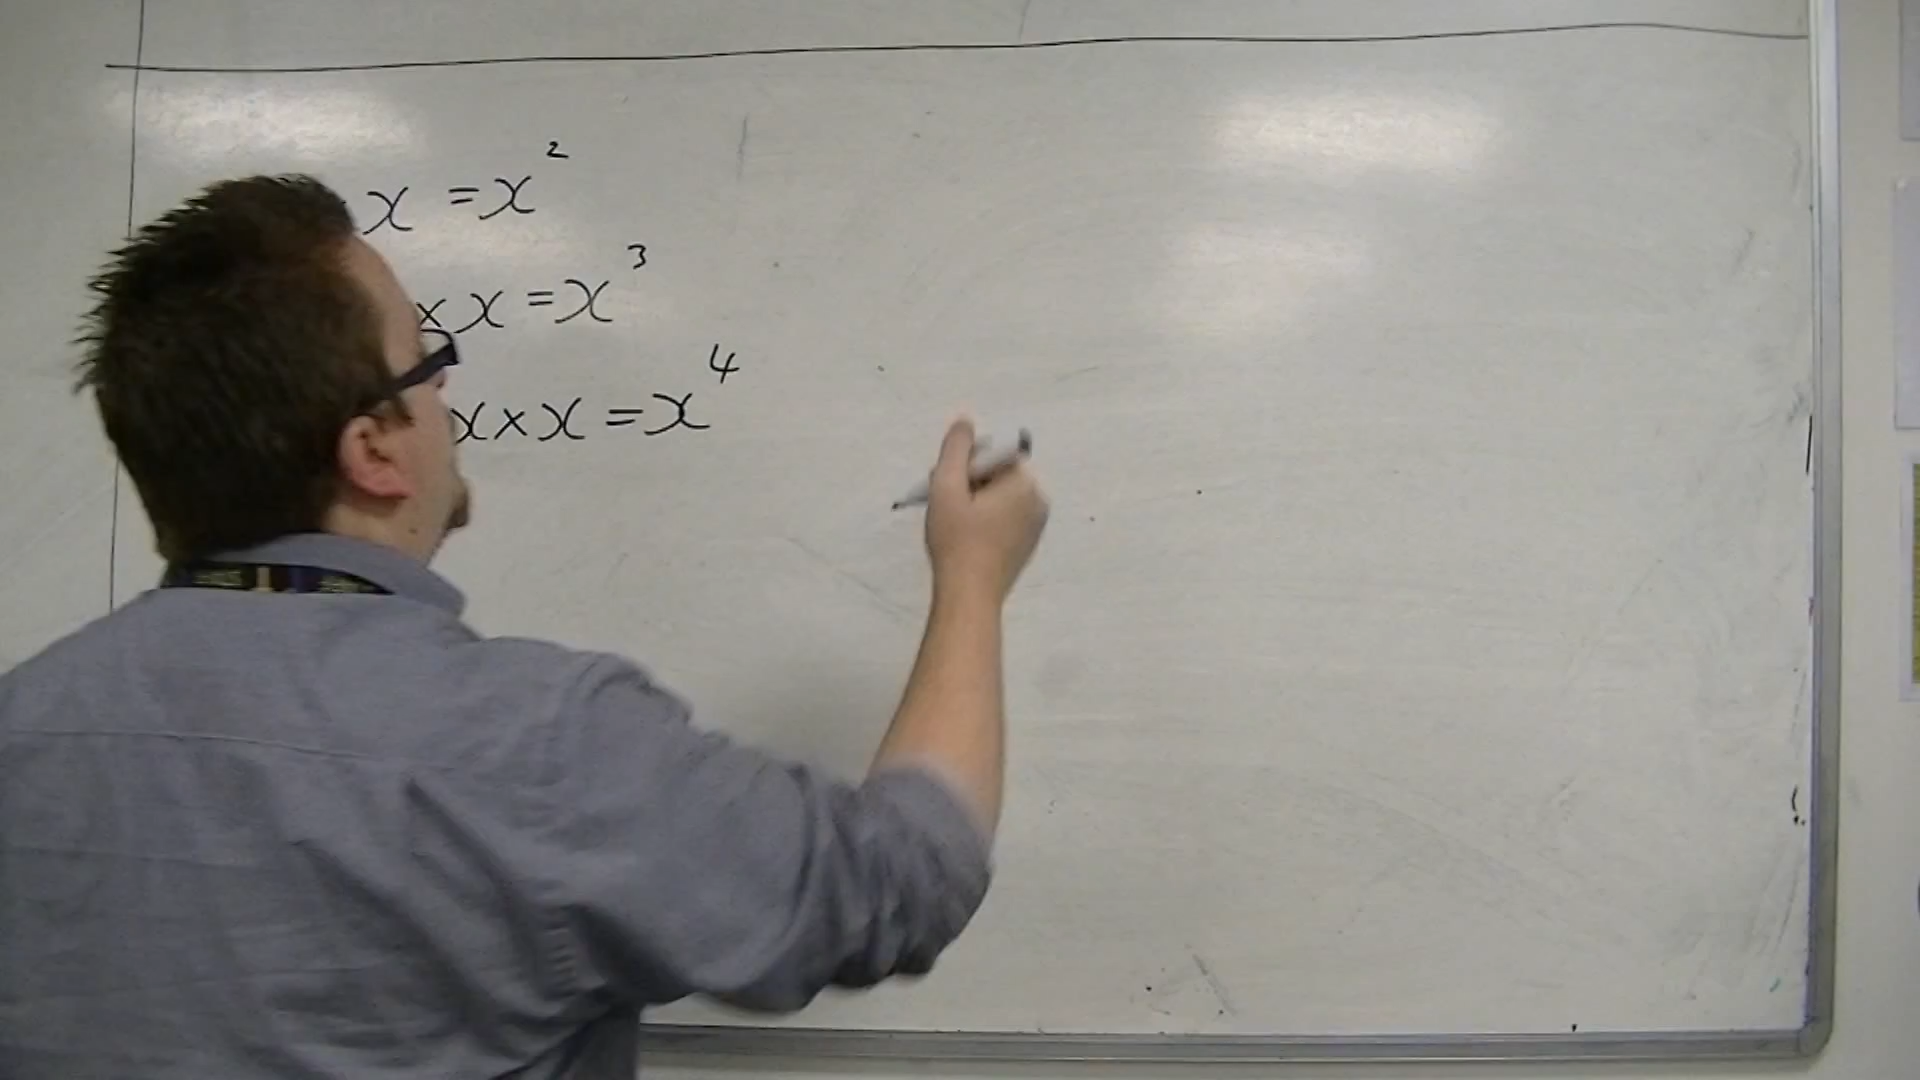 x = x²
× x = x³
x × x = x⁴